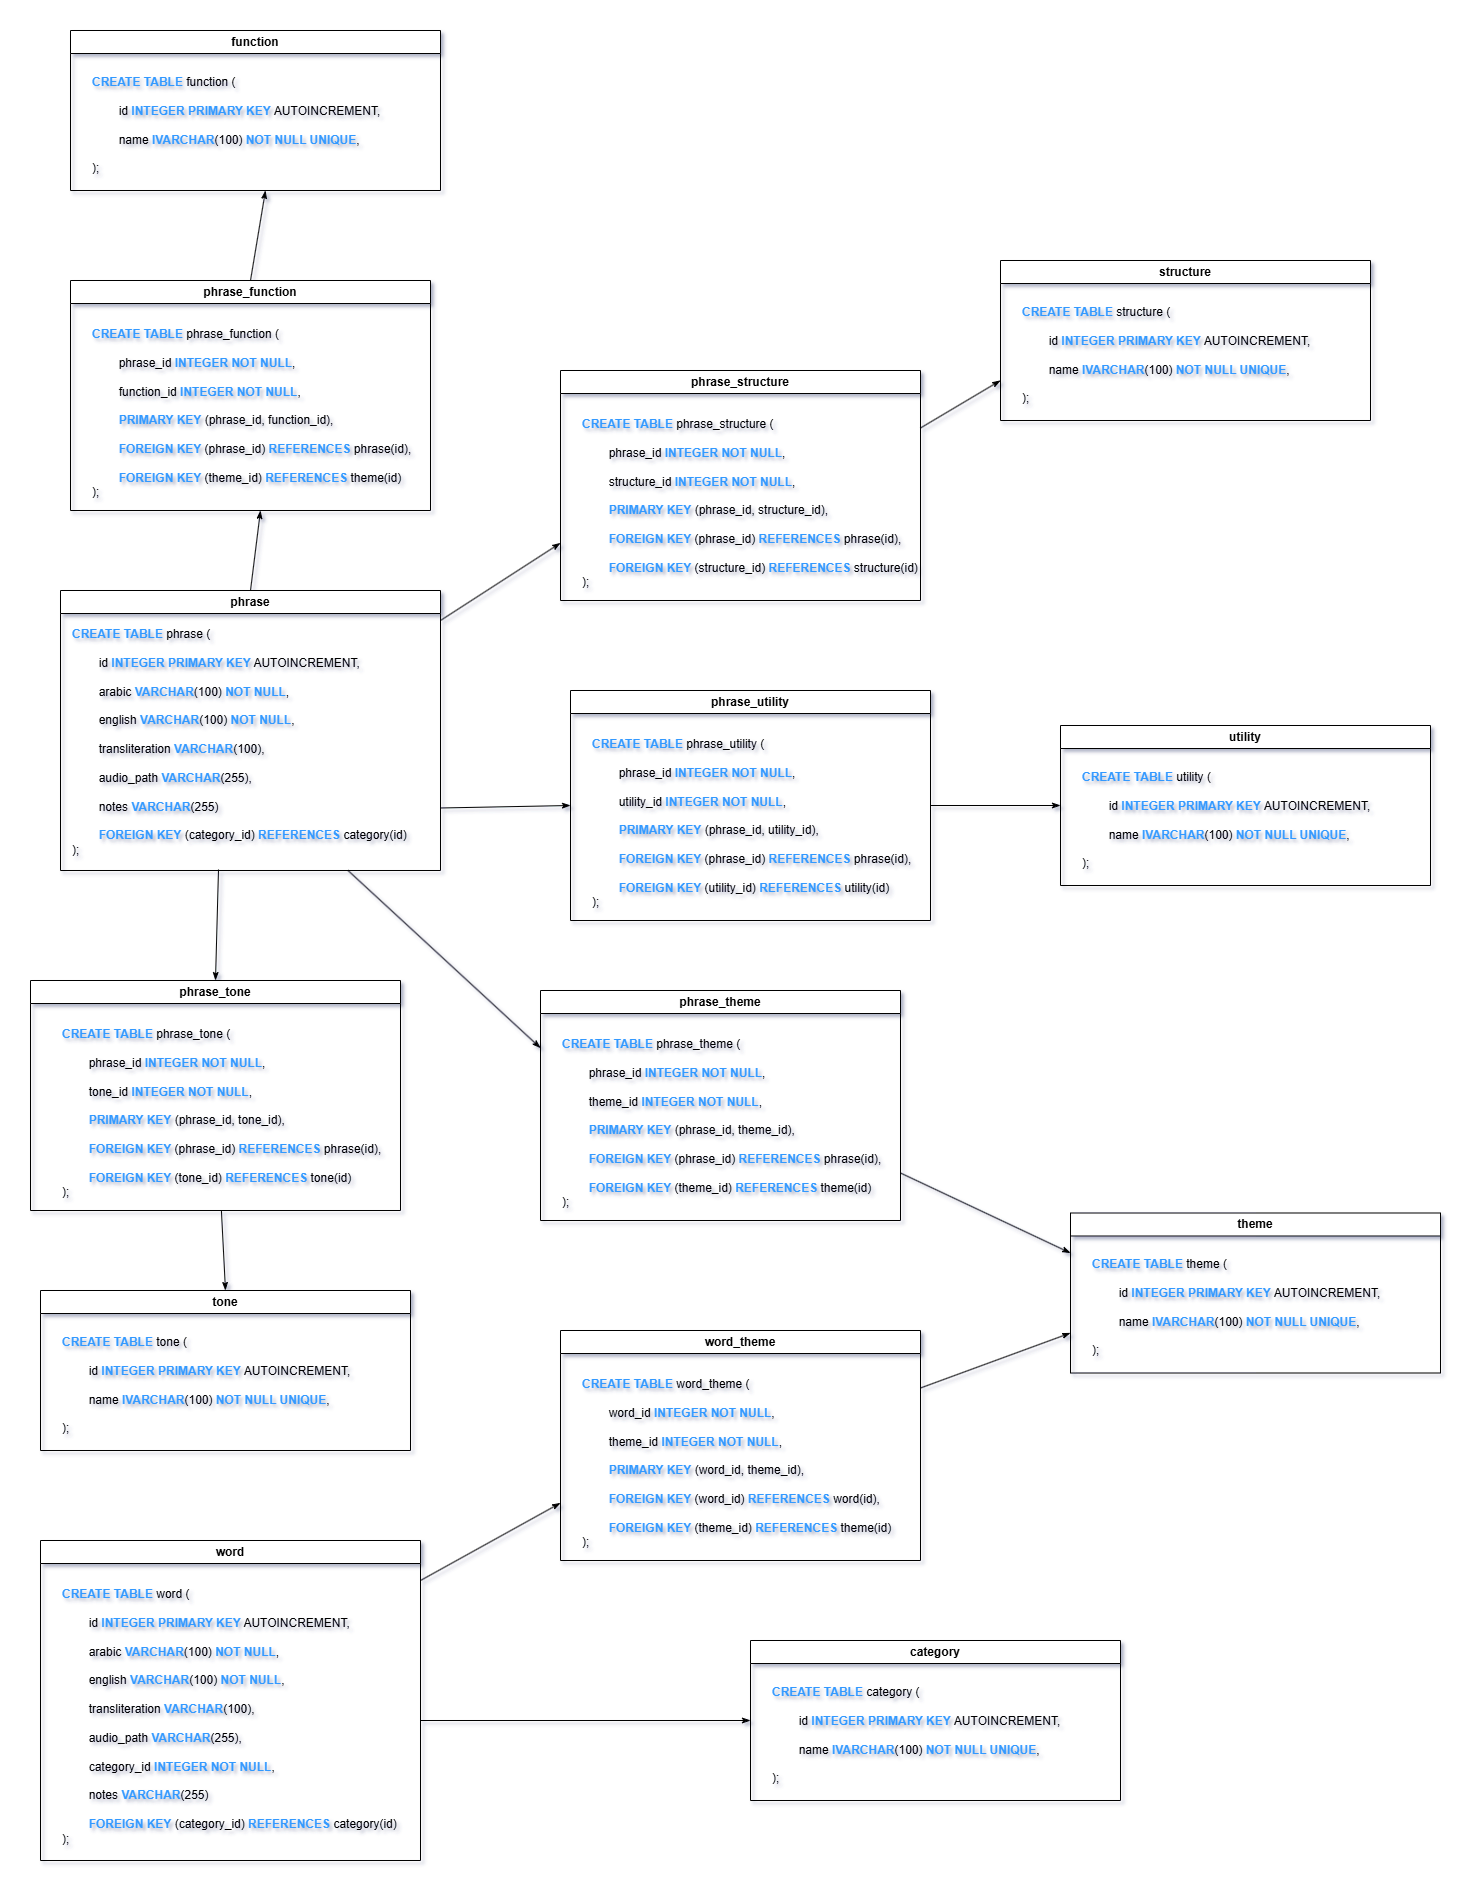 function
CREATE TABLE function (
id INTEGER PRIMARY KEY AUTOINCREMENT,
name IVARCHAR(100) NOT NULL UNIQUE,
);
phrase_function
CREATE TABLE phrase_function (
phrase_id INTEGER NOT NULL,
function_id INTEGER NOT NULL,
PRIMARY KEY (phrase_id, function_id),
FOREIGN KEY (phrase_id) REFERENCES phrase(id),
FOREIGN KEY (theme_id) REFERENCES theme(id)
);
structure
CREATE TABLE structure (
id INTEGER PRIMARY KEY AUTOINCREMENT,
name IVARCHAR(100) NOT NULL UNIQUE,
);
phrase_structure
CREATE TABLE phrase_structure (
phrase_id INTEGER NOT NULL,
structure_id INTEGER NOT NULL,
PRIMARY KEY (phrase_id, structure_id),
FOREIGN KEY (phrase_id) REFERENCES phrase(id),
FOREIGN KEY (structure_id) REFERENCES structure(id)
);
phrase
CREATE TABLE phrase (
id INTEGER PRIMARY KEY AUTOINCREMENT,
arabic VARCHAR(100) NOT NULL,
english VARCHAR(100) NOT NULL,
transliteration VARCHAR(100),
audio_path VARCHAR(255),
notes VARCHAR(255)
FOREIGN KEY (category_id) REFERENCES category(id)
);
phrase_utility
CREATE TABLE phrase_utility (
phrase_id INTEGER NOT NULL,
utility_id INTEGER NOT NULL,
PRIMARY KEY (phrase_id, utility_id),
FOREIGN KEY (phrase_id) REFERENCES phrase(id),
FOREIGN KEY (utility_id) REFERENCES utility(id)
);
utility
CREATE TABLE utility (
id INTEGER PRIMARY KEY AUTOINCREMENT,
name IVARCHAR(100) NOT NULL UNIQUE,
);
phrase_tone
CREATE TABLE phrase_tone (
phrase_id INTEGER NOT NULL,
tone_id INTEGER NOT NULL,
PRIMARY KEY (phrase_id, tone_id),
FOREIGN KEY (phrase_id) REFERENCES phrase(id),
FOREIGN KEY (tone_id) REFERENCES tone(id)
);
phrase_theme
CREATE TABLE phrase_theme (
phrase_id INTEGER NOT NULL,
theme_id INTEGER NOT NULL,
PRIMARY KEY (phrase_id, theme_id),
FOREIGN KEY (phrase_id) REFERENCES phrase(id),
FOREIGN KEY (theme_id) REFERENCES theme(id)
);
theme
CREATE TABLE theme (
id INTEGER PRIMARY KEY AUTOINCREMENT,
name IVARCHAR(100) NOT NULL UNIQUE,
);
tone
CREATE TABLE tone (
id INTEGER PRIMARY KEY AUTOINCREMENT,
name IVARCHAR(100) NOT NULL UNIQUE,
);
word_theme
CREATE TABLE word_theme (
word_id INTEGER NOT NULL,
theme_id INTEGER NOT NULL,
PRIMARY KEY (word_id, theme_id),
FOREIGN KEY (word_id) REFERENCES word(id),
FOREIGN KEY (theme_id) REFERENCES theme(id)
);
word
CREATE TABLE word (
id INTEGER PRIMARY KEY AUTOINCREMENT,
arabic VARCHAR(100) NOT NULL,
english VARCHAR(100) NOT NULL,
transliteration VARCHAR(100),
audio_path VARCHAR(255),
category_id INTEGER NOT NULL,
notes VARCHAR(255)
FOREIGN KEY (category_id) REFERENCES category(id)
);
category
CREATE TABLE category (
id INTEGER PRIMARY KEY AUTOINCREMENT,
name IVARCHAR(100) NOT NULL UNIQUE,
);